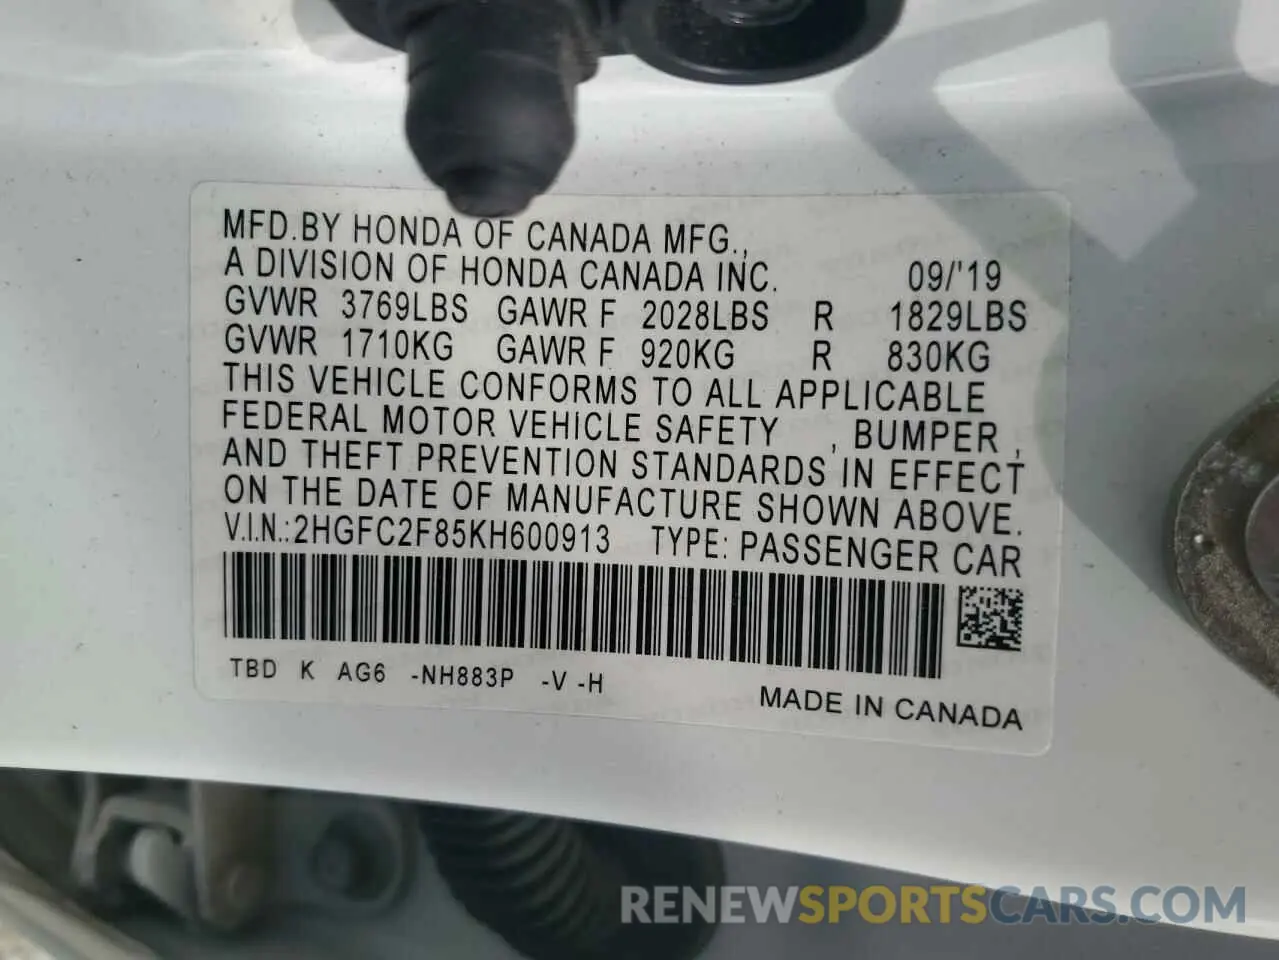 MFD.BY HONDA OF CANADA MFG.,
A DIVISION OF HONDA CANADA INC. 09/'19
GVWR 3769LBS GAWR F 2028LBS R 1829LBS
GVWR 1710KG GAWR F 920KG R 830KG
THIS VEHICLE CONFORMS TO ALL APPLICABLE
FEDERAL MOTOR VEHICLE SAFETY , BUMPER ,
AND THEFT PREVENTION STANDARDS IN EFFECT
ON THE DATE OF MANUFACTURE SHOWN ABOVE.
V.I.N.:2HGFC2F85KH600913 TYPE: PASSENGER CAR
TBD K AG6 -NH883P -V -H
MADE IN CANADA
RENEWSPORTSCARS.COM